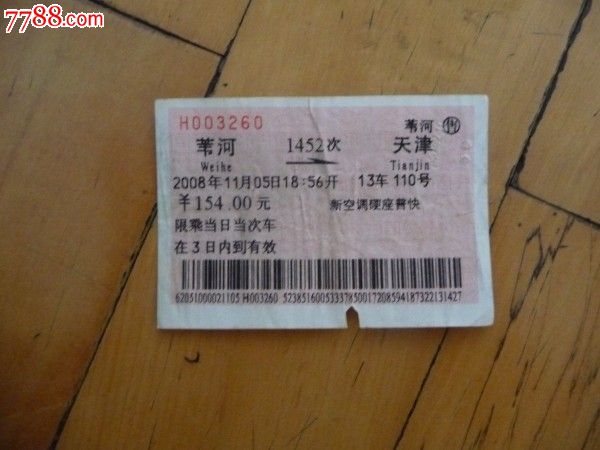 7788.com
H003260
苇河 售
苇河 1452次 天津
Weihe Tianjin
2008年11月05日18:56开 13车 110号
￥154.00元 新空调硬座普快
限乘当日当次车
在3日内到有效
62051000021105 H003260 52385160053337850017208594187322131427